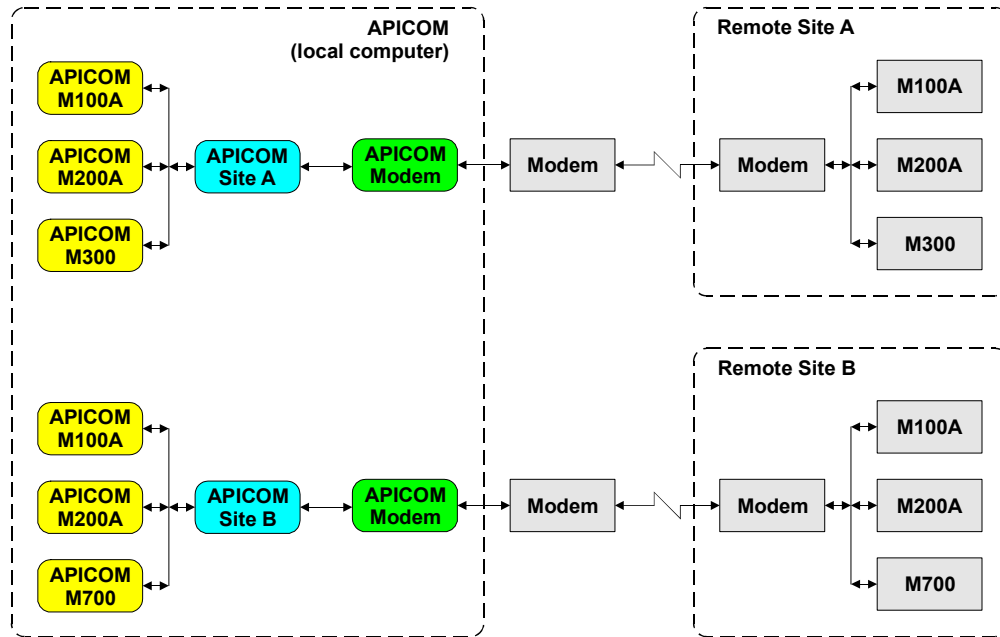 APICOM
(local computer)
Remote Site A
APICOM
M100A
APICOM
M200A
APICOM
M300
APICOM
Site A
APICOM
Modem
Modem
Modem
M100A
M200A
M300
Remote Site B
APICOM
M100A
APICOM
M200A
APICOM
M700
APICOM
Site B
APICOM
Modem
Modem
Modem
M100A
M200A
M700